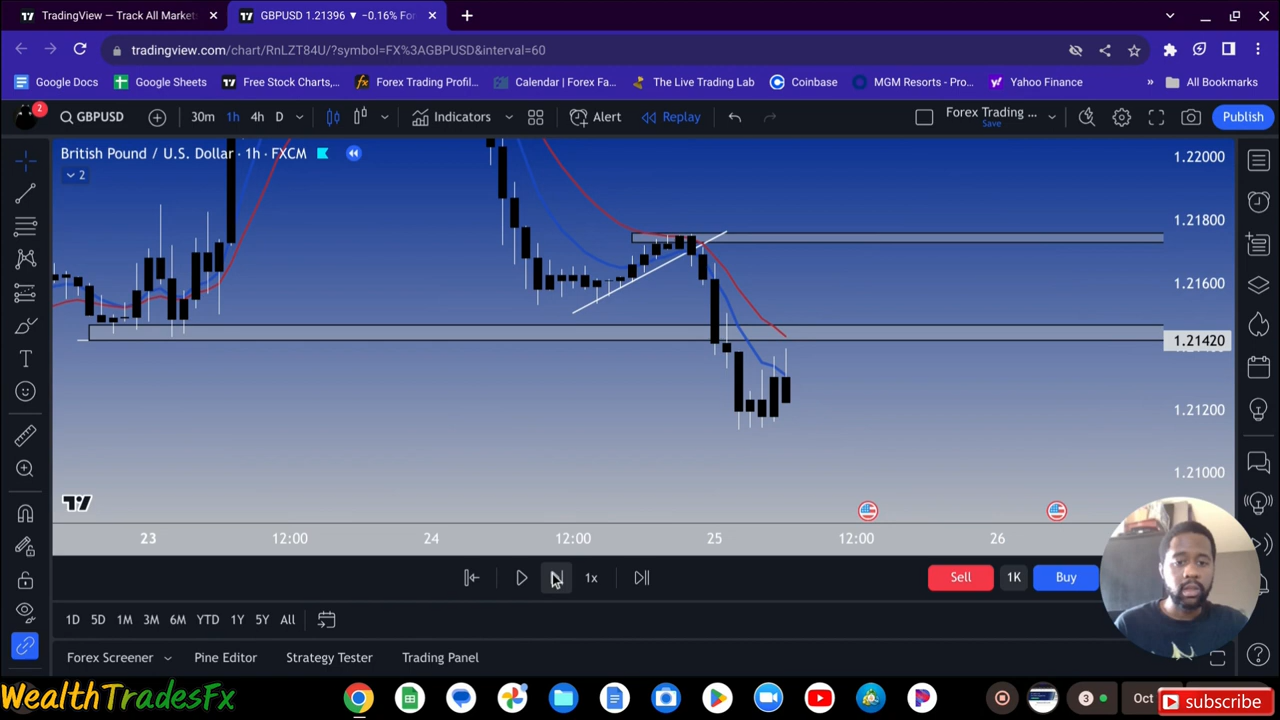 TradingView — Track All Market
GBPUSD 1.21396 ▼ −0.16% For
tradingview.com/chart/RnLZT84U/?symbol=FX%3AGBPUSD&interval=60
Google Docs Google Sheets Free Stock Charts,... Forex Trading Profil... Calendar | Forex Fa... The Live Trading Lab Coinbase MGM Resorts - Pro... Yahoo Finance » All Bookmarks
2 GBPUSD 30m 1h 4h D Indicators Alert Replay Forex Trading ... Publish
Save
British Pound / U.S. Dollar · 1h · FXCM
2
1.22000
1.21800
1.21600
1.21420
1.21200
1.21000
23 12:00 24 12:00 25 12:00 26
1x Sell 1K Buy
1D 5D 1M 3M 6M YTD 1Y 5Y All
Forex Screener Pine Editor Strategy Tester Trading Panel
WealthTradesFx 3 Oct subscribe